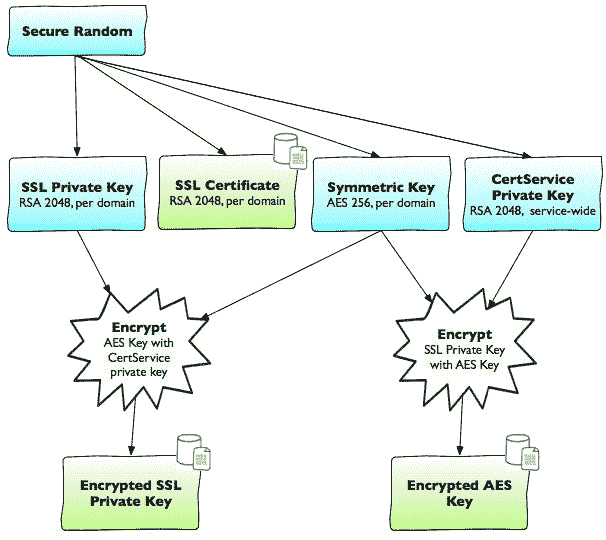 Secure Random
SSL Private Key
RSA 2048, per domain
SSL Certificate
RSA 2048, per domain
Symmetric Key
AES 256, per domain
CertService
Private Key
RSA 2048, service-wide
Encrypt
AES Key with
CertService
private key
Encrypt
SSL Private Key
with AES Key
Encrypted SSL
Private Key
Encrypted AES
Key